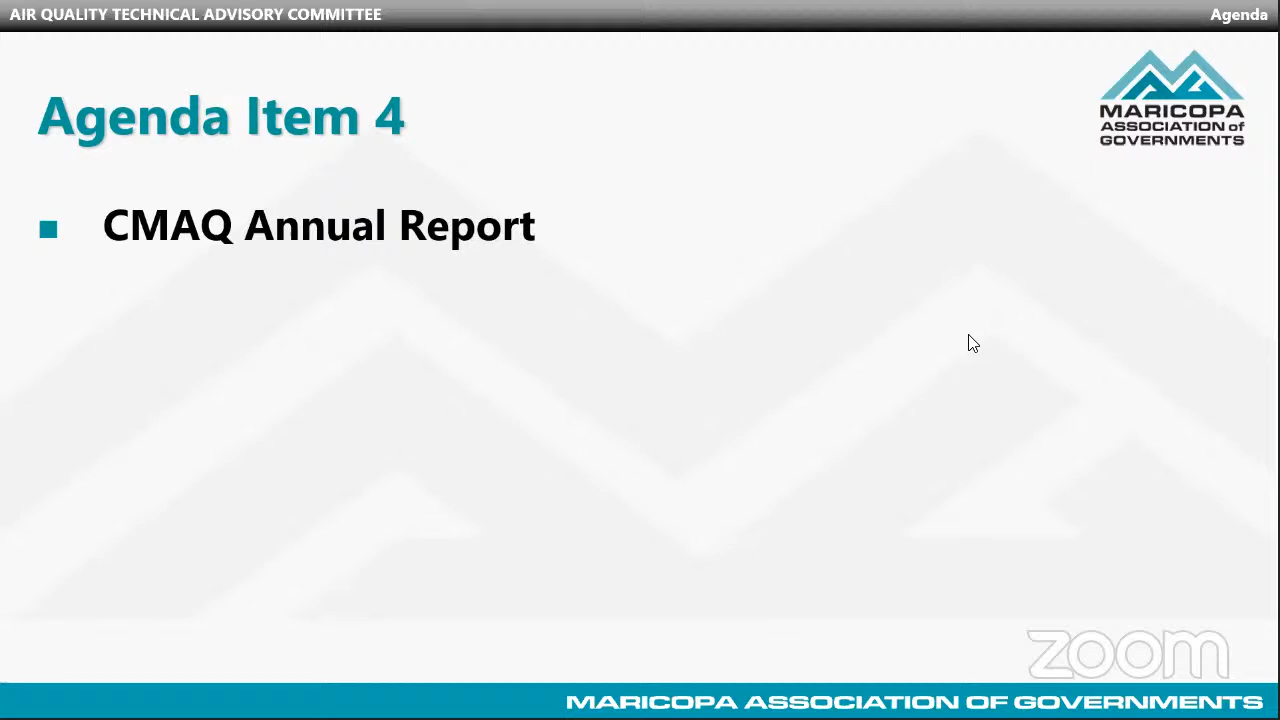 AIR QUALITY TECHNICAL ADVISORY COMMITTEE
Agenda
MARICOPA
ASSOCIATION of
GOVERNMENTS
Agenda Item 4
CMAQ Annual Report
zoom
MARICOPA ASSOCIATION OF GOVERNMENTS